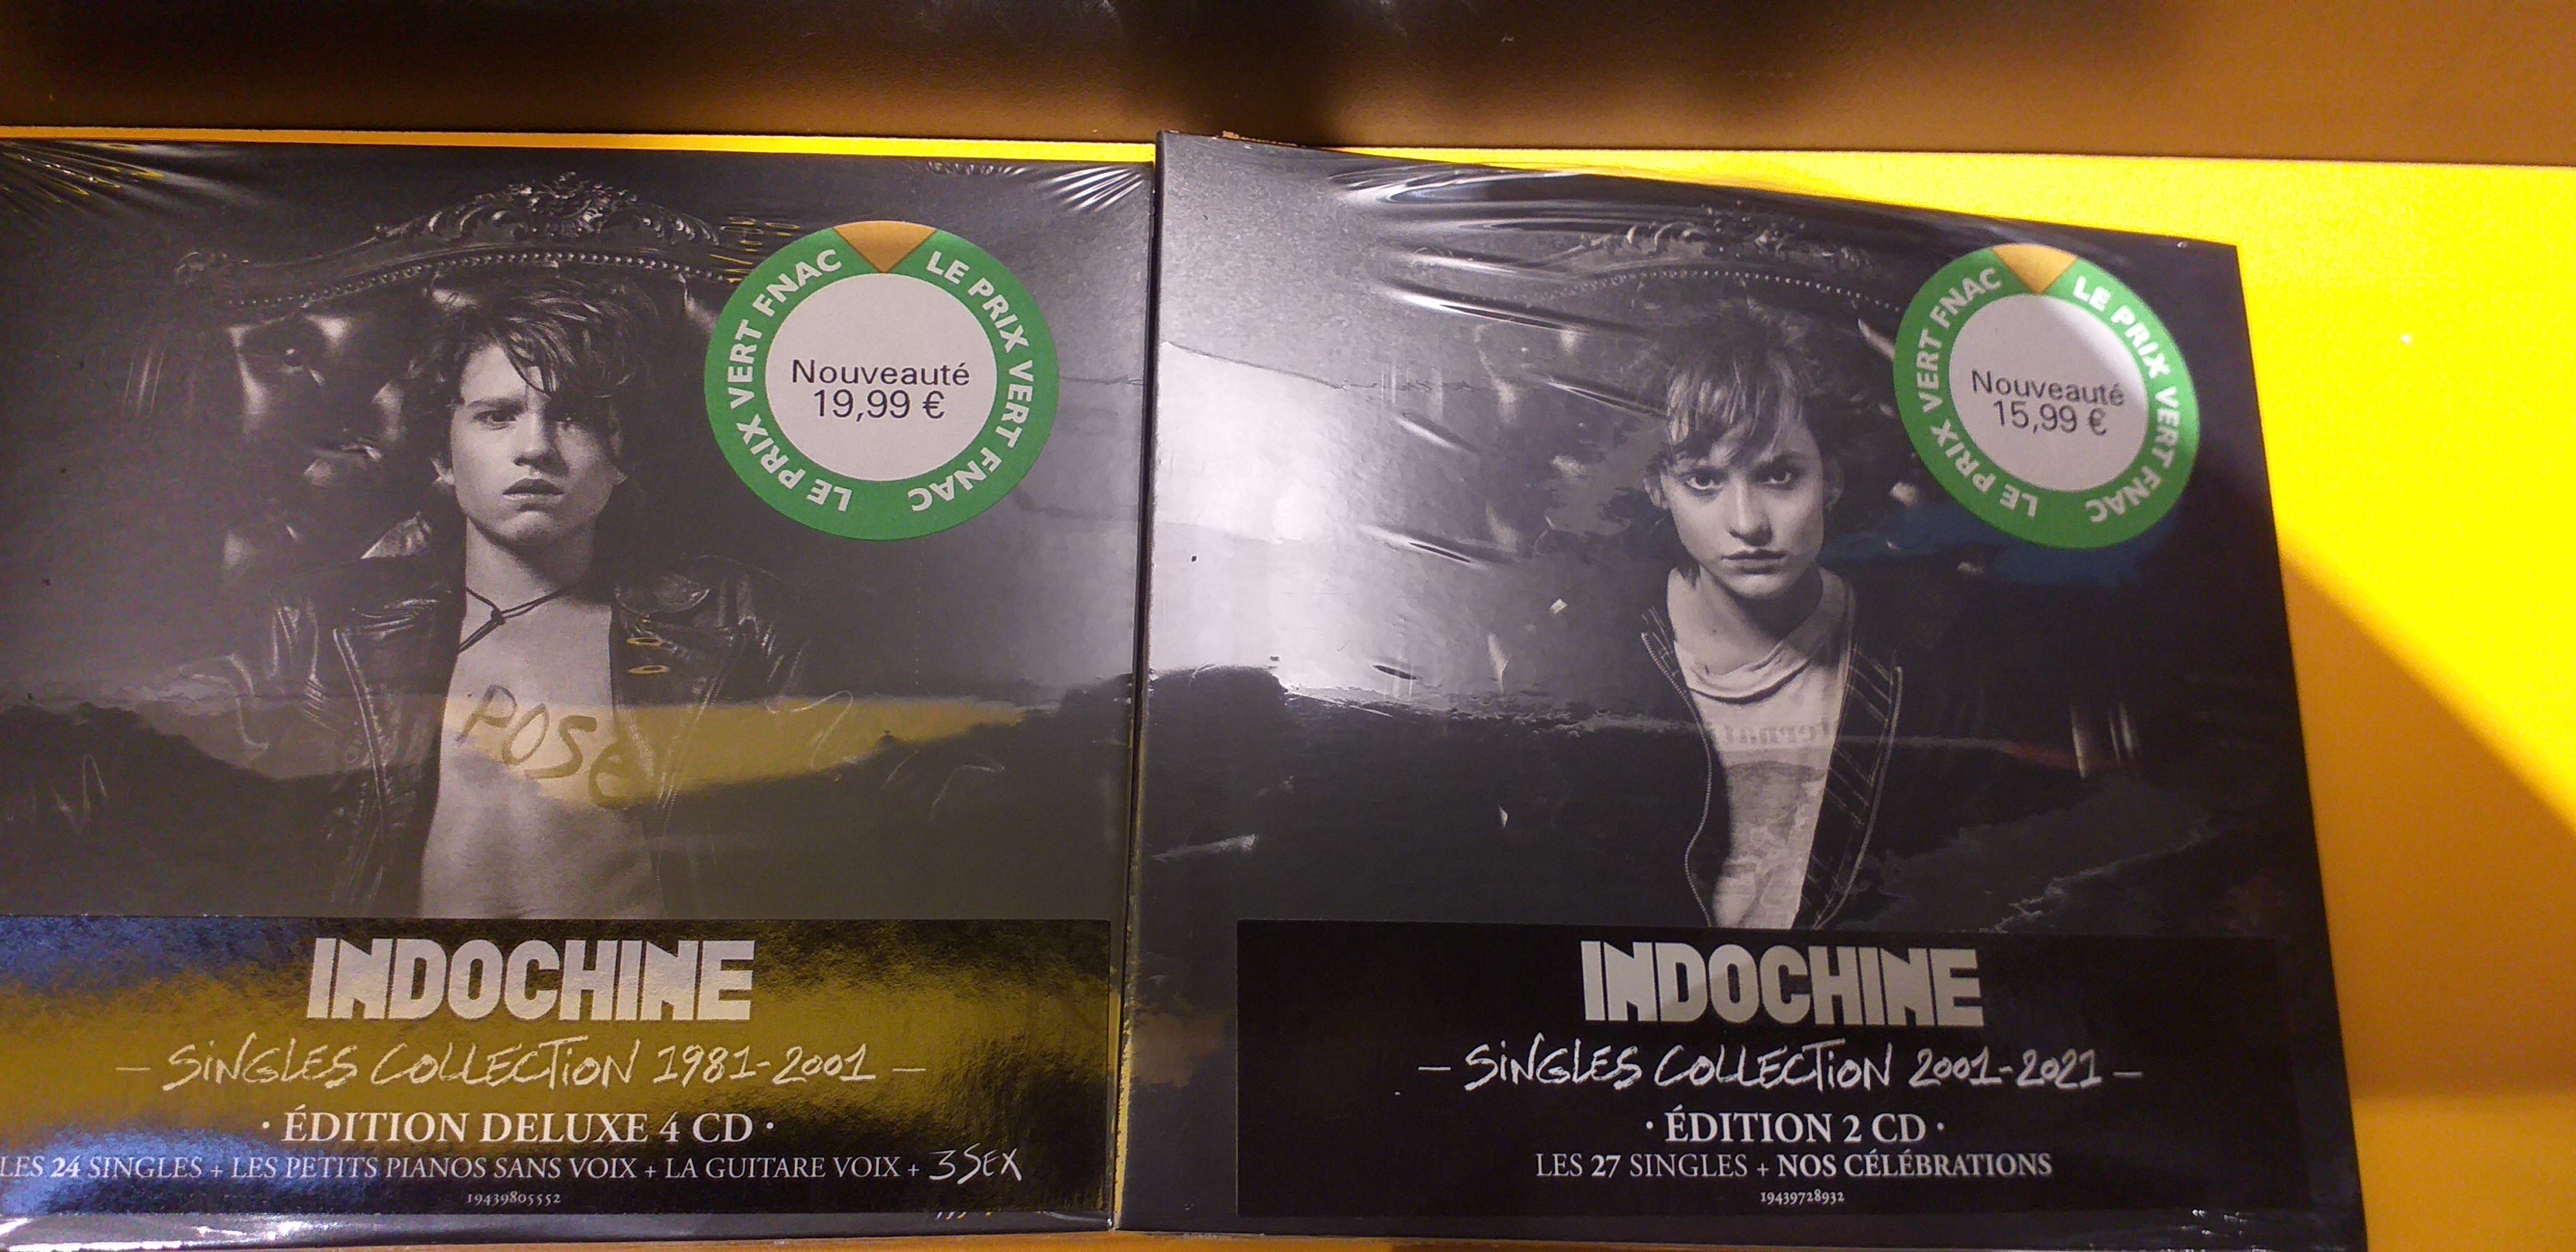 LE PRIX VERT FNAC
LE PRIX VERT FNAC
Nouveauté
19,99 €
POSE
INDOCHINE
– SiNGLES COLLECTiON 1981-2001 –
· ÉDITION DELUXE 4 CD ·
LES 24 SINGLES + LES PETITS PIANOS SANS VOIX + LA GUITARE VOIX + 3SEX
19439805552
LE PRIX VERT FNAC
LE PRIX VERT FNAC
Nouveauté
15,99 €
INDOCHINE
– SiNGLES COLLECTiON 2001-2021 –
· ÉDITION 2 CD ·
LES 27 SINGLES + NOS CÉLÉBRATIONS
19439728932